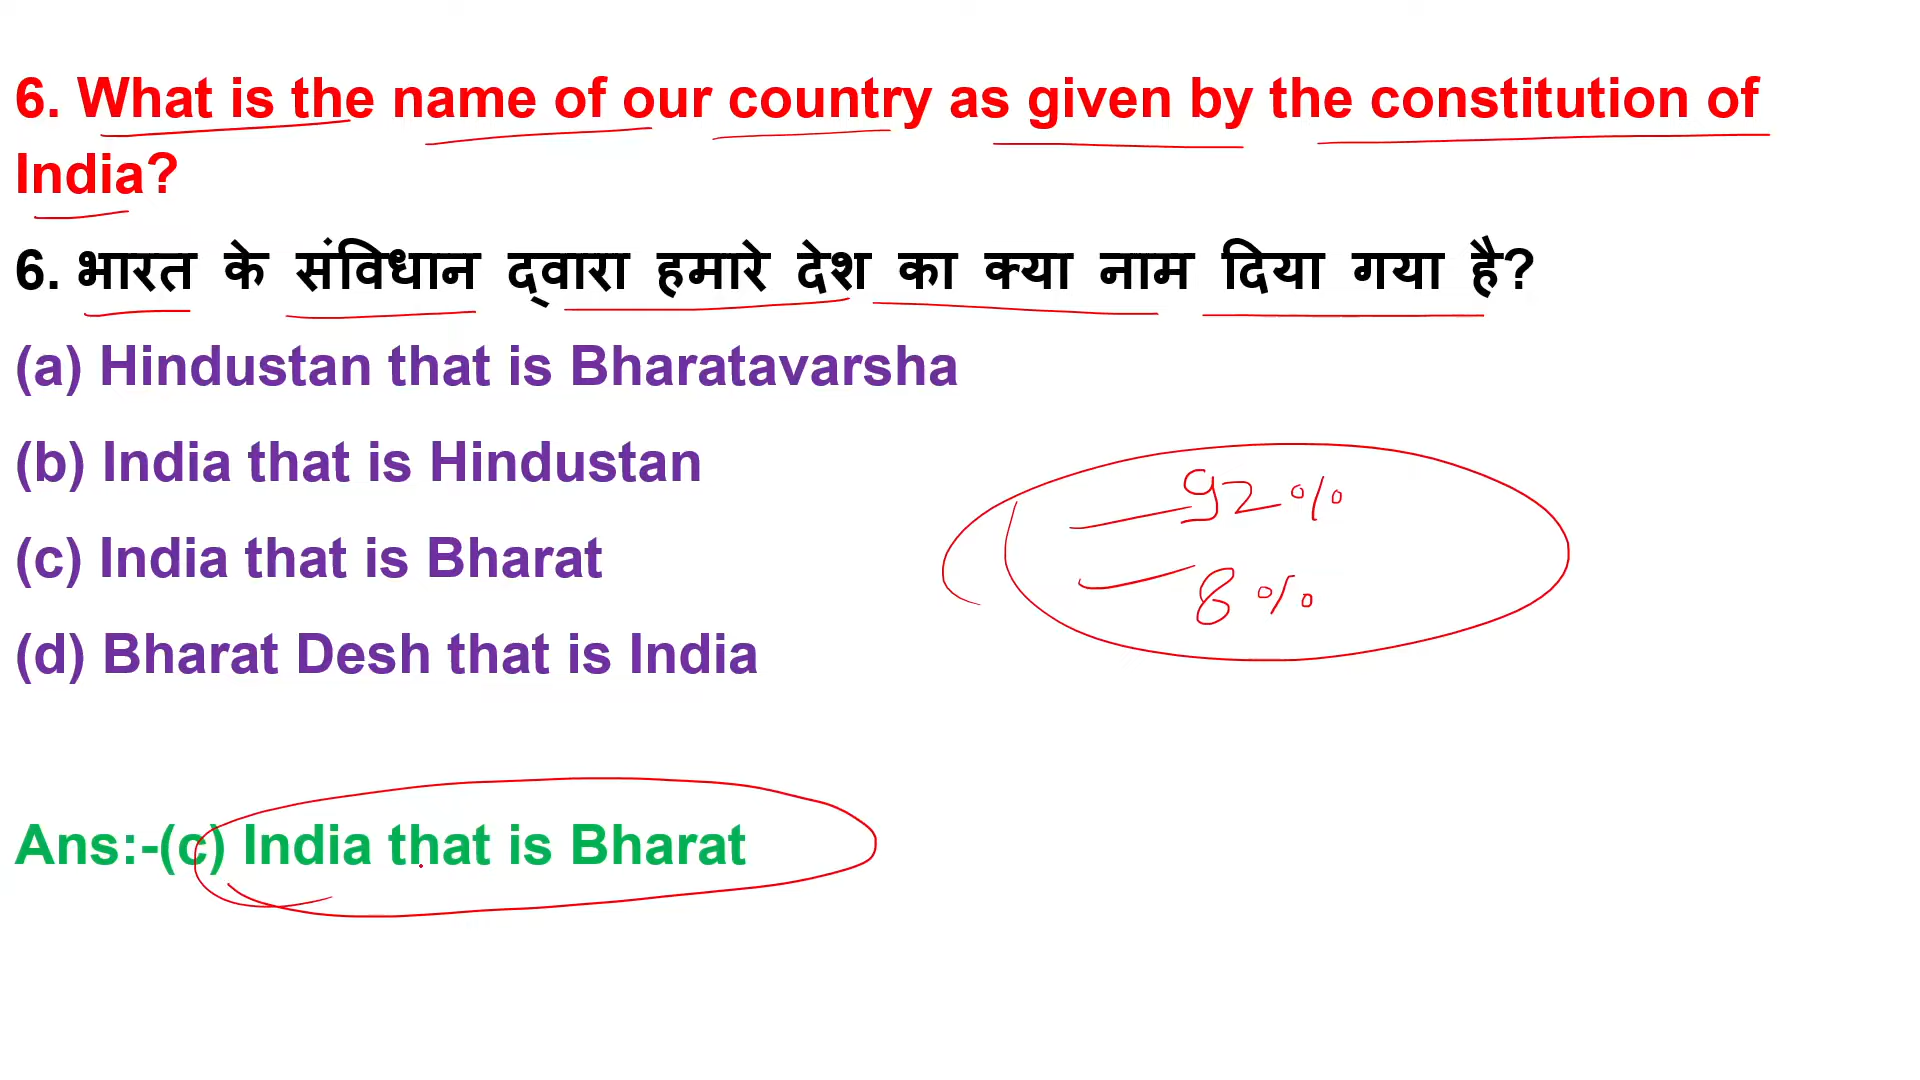 6. What is the name of our country as given by the constitution of
India?
6. भारत के संविधान द्वारा हमारे देश का क्या नाम दिया गया है?
(a) Hindustan that is Bharatavarsha
(b) India that is Hindustan
(c) India that is Bharat
(d) Bharat Desh that is India
92%
8%
Ans:-(c) India that is Bharat